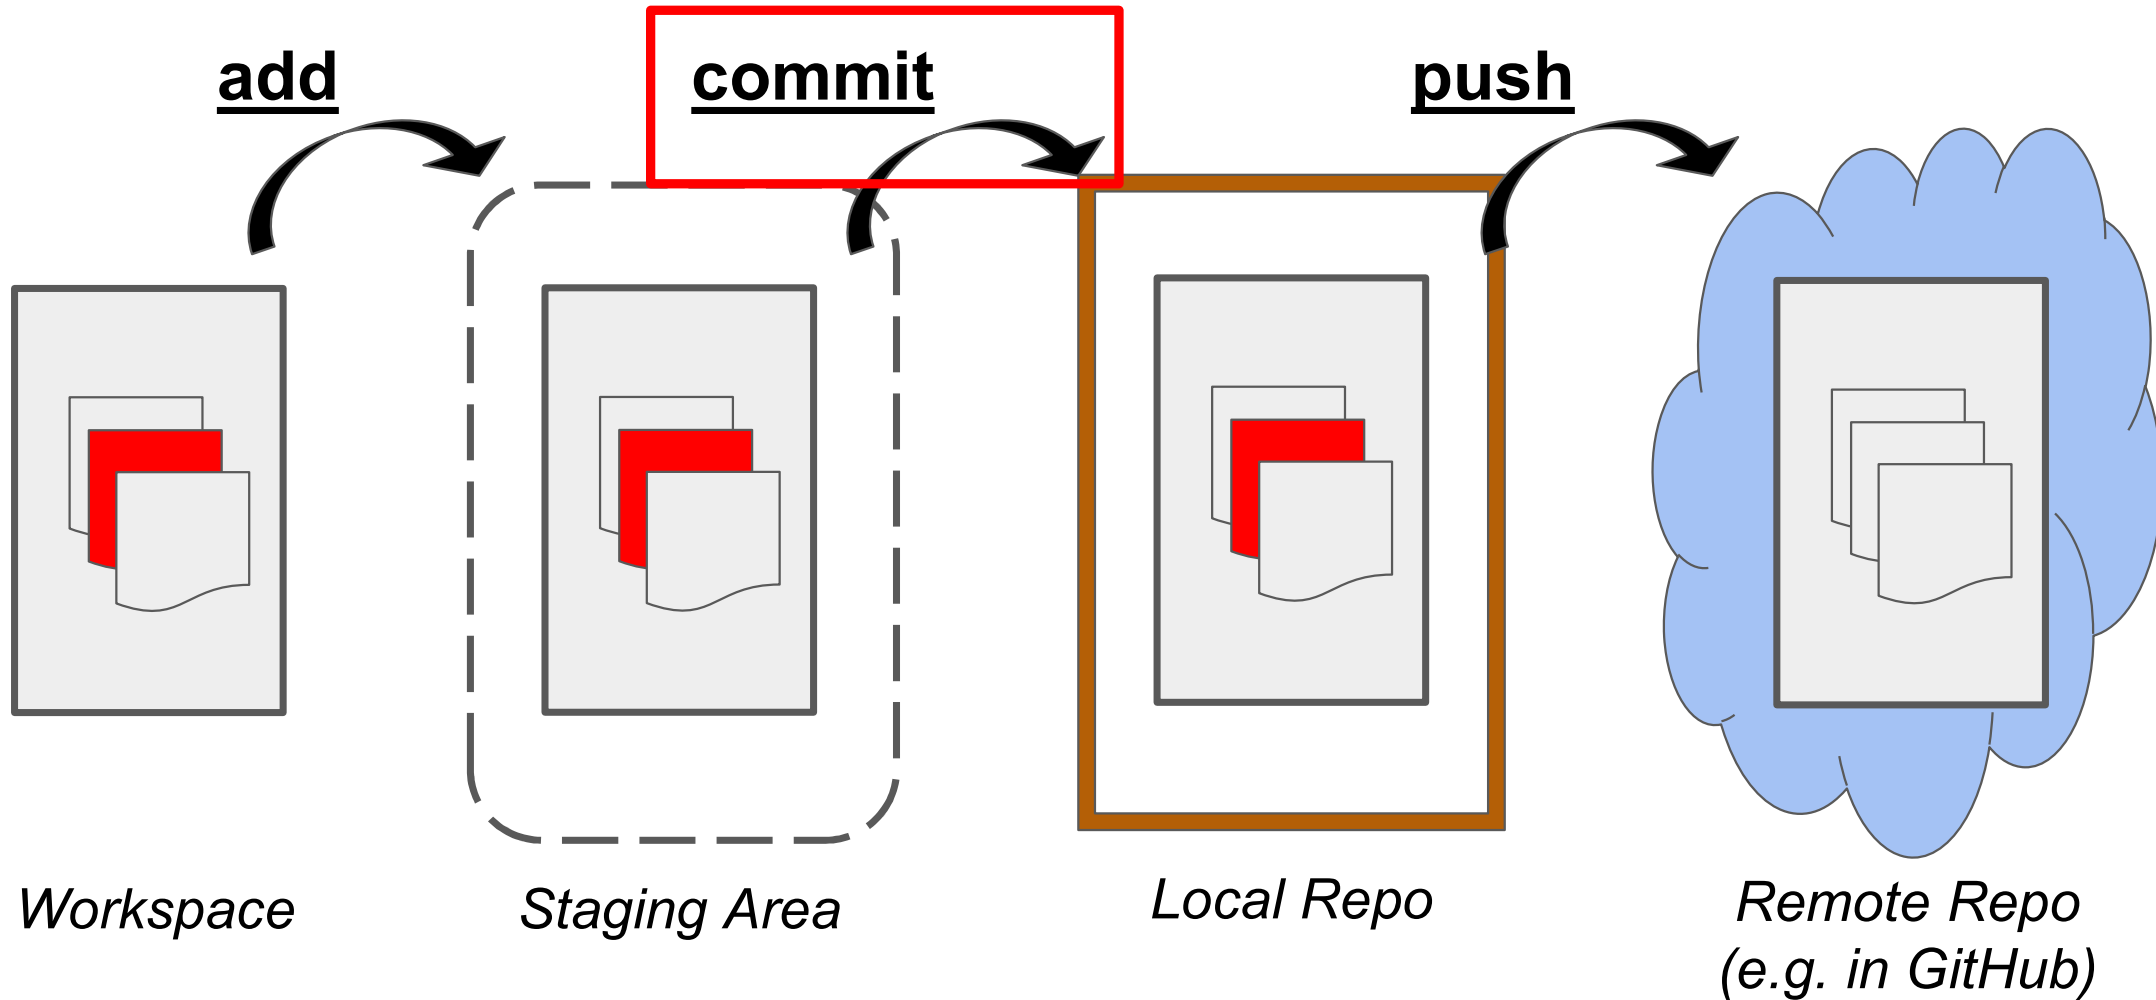 add
commit
push
Workspace
Staging Area
Local Repo
Remote Repo
(e.g. in GitHub)